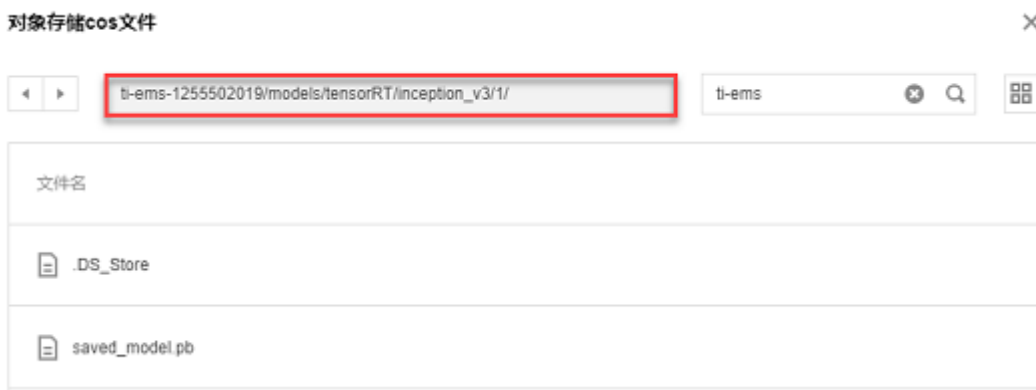 对象存储cos文件
ti-ems-1255502019/models/tensorRT/inception_v3/1/
ti-ems
文件名
.DS_Store
saved_model.pb